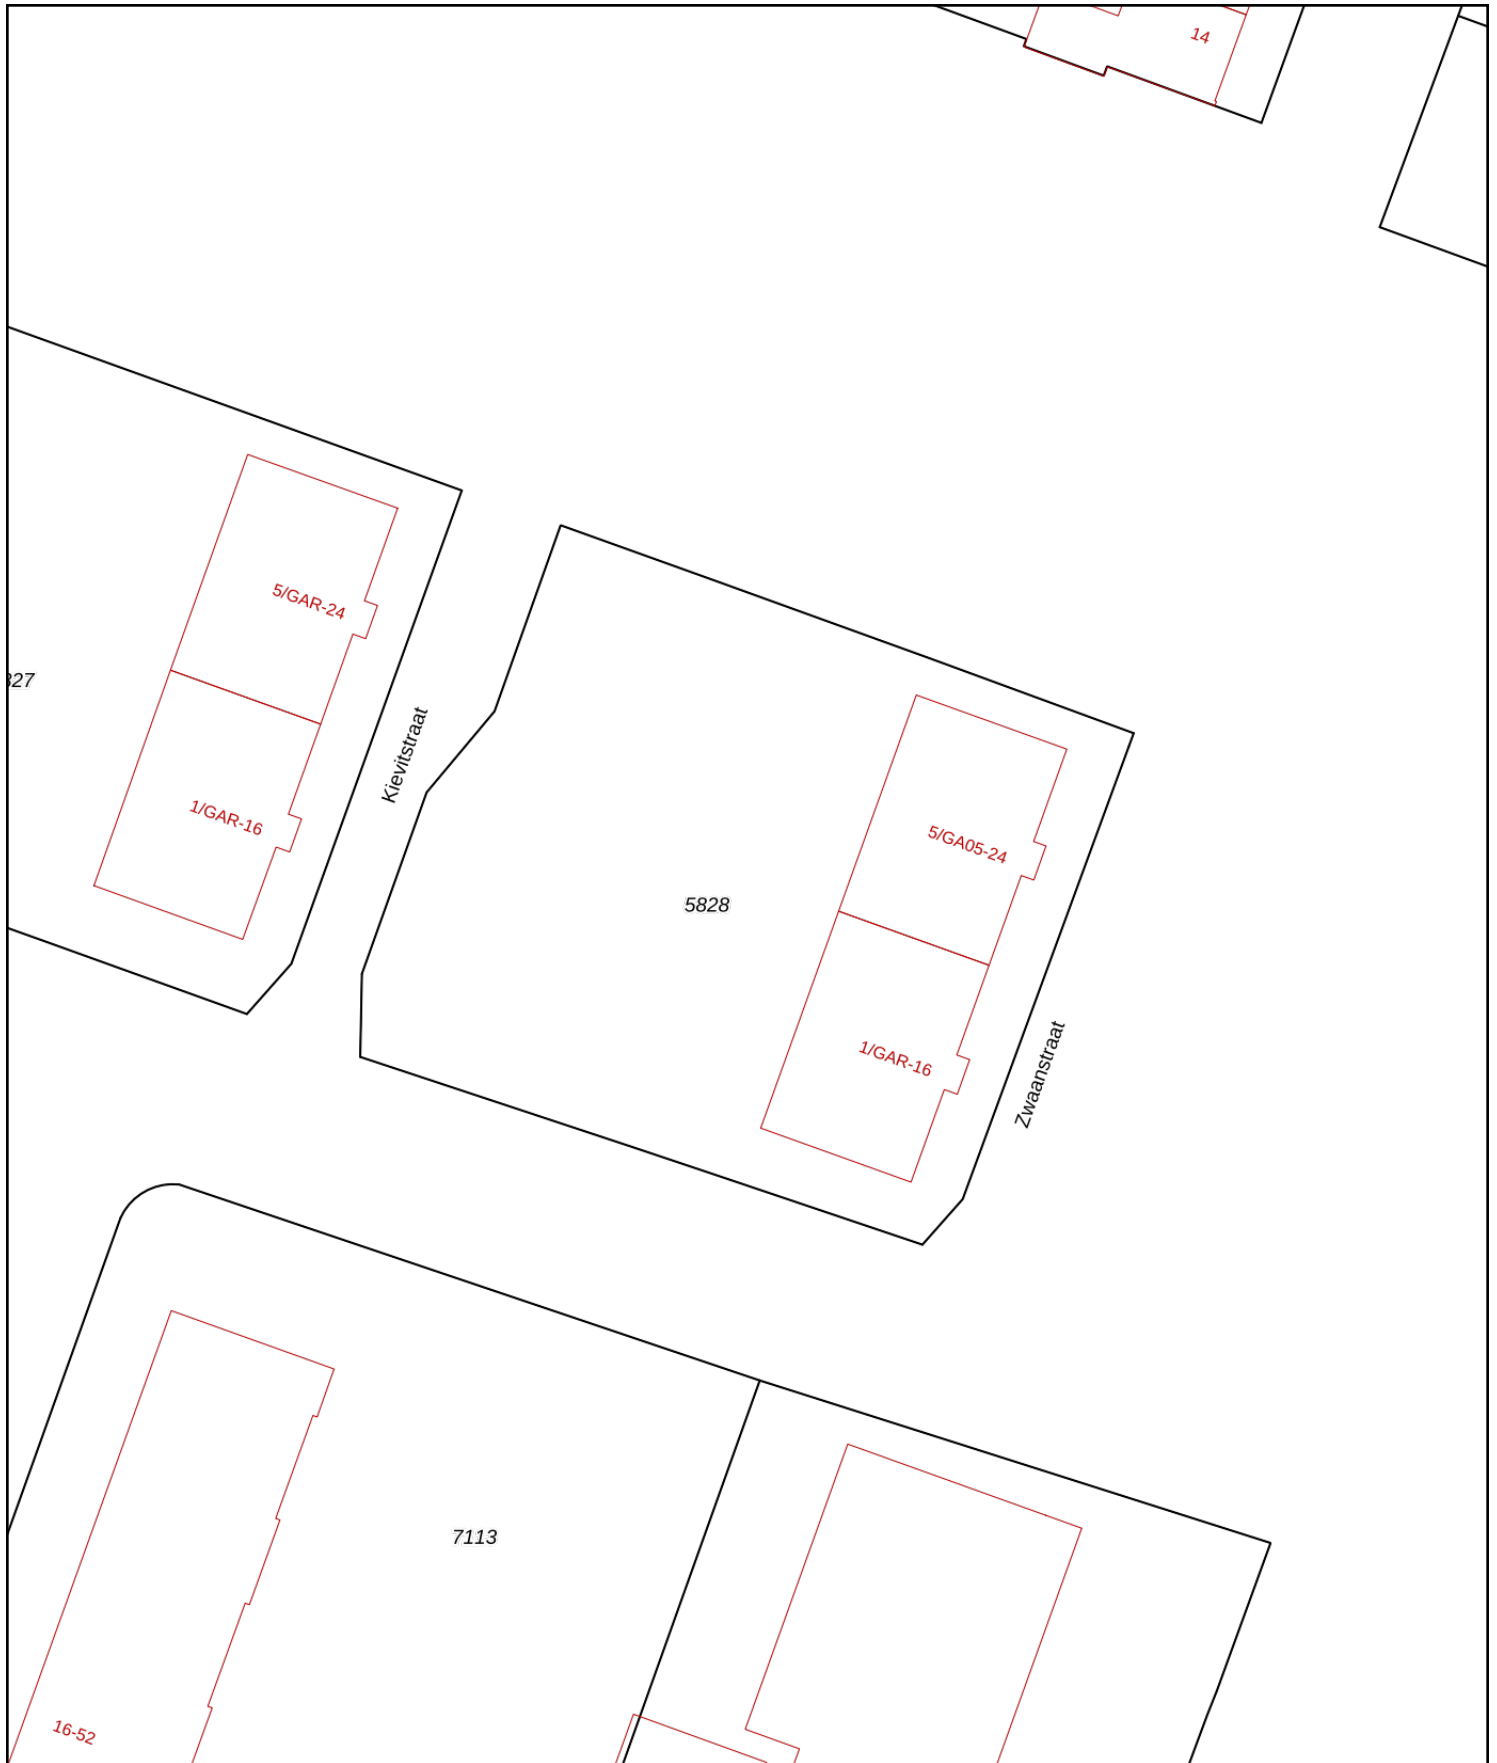 14
5/GAR-24
827
Kievitstraat
1/GAR-16
5/GA05-24
5828
1/GAR-16
Zwaanstraat
7113
16-52